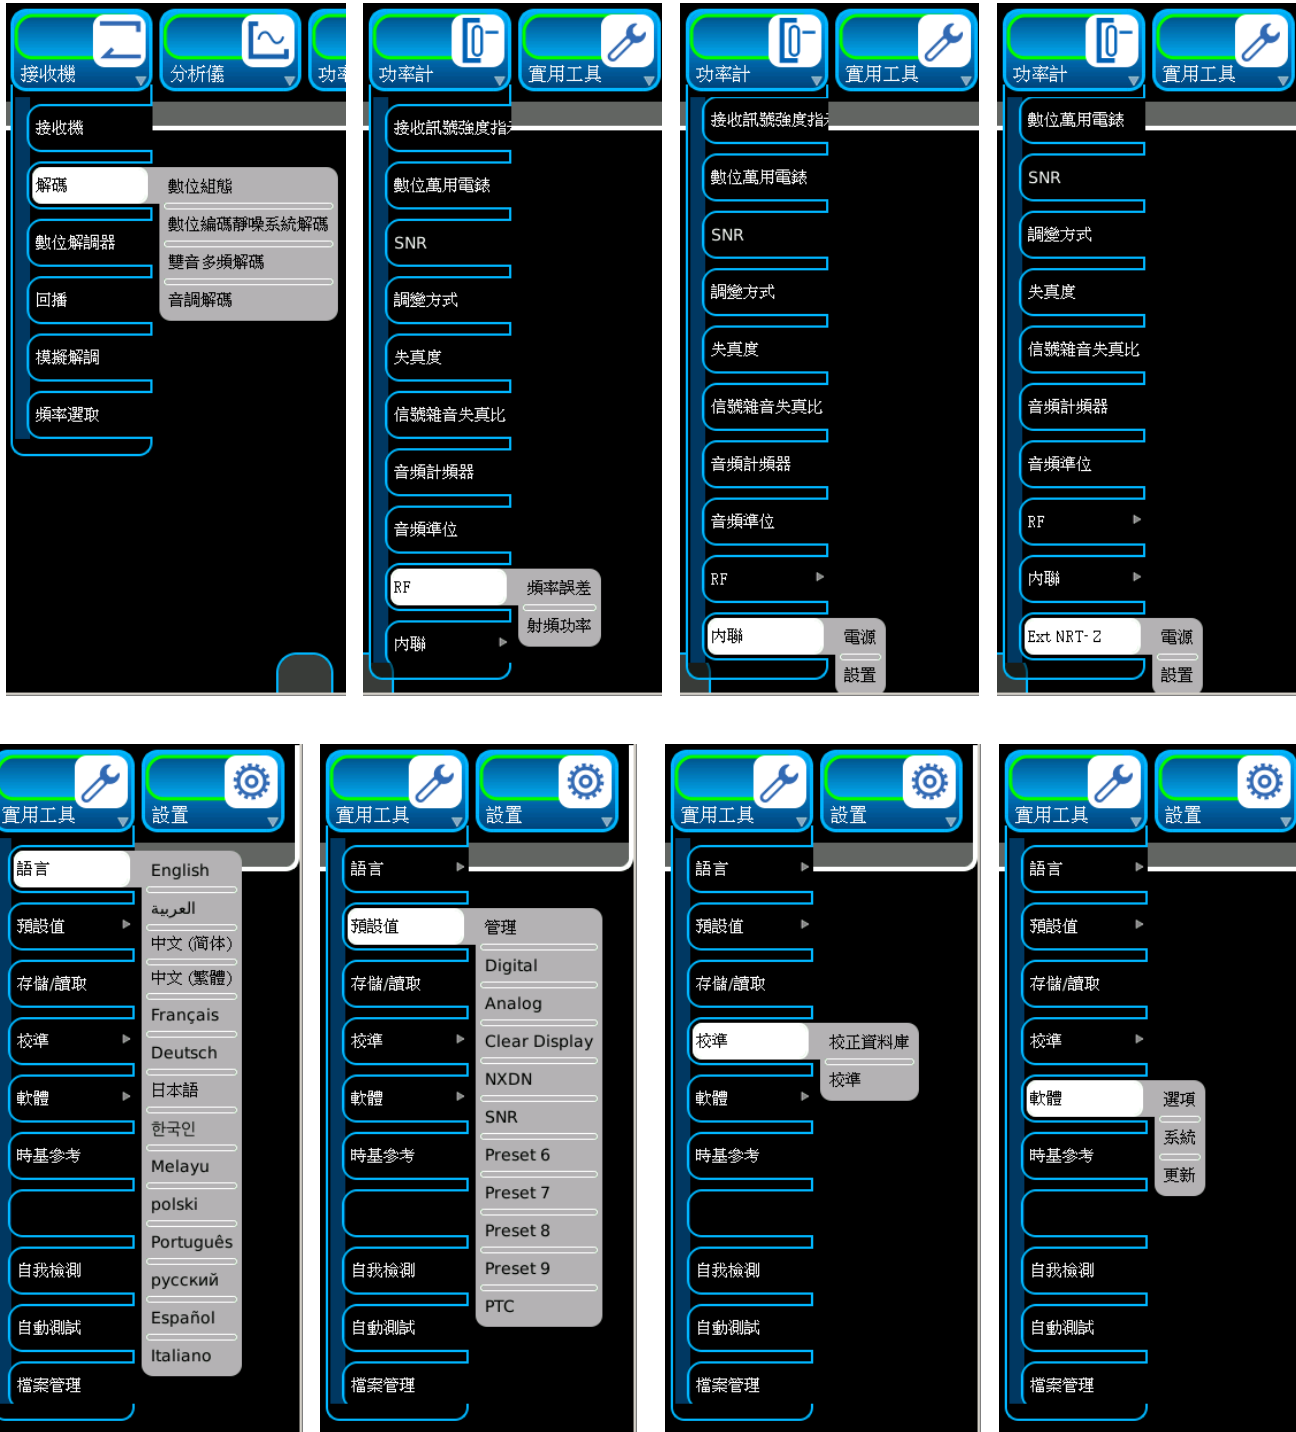 接收機
分析儀
功率
接收機
解碼
數位組態
數位編碼靜噪系統解碼
數位解調器
雙音多頻解碼
回播
音調解碼
模擬解調
頻率選取
功率計
實用工具
接收訊號強度指
數位萬用電錶
SNR
調變方式
失真度
信號雜音失真比
音頻計頻器
音頻準位
RF
頻率誤差
射頻功率
內聯
功率計
實用工具
接收訊號強度指
數位萬用電錶
SNR
調變方式
失真度
信號雜音失真比
音頻計頻器
音頻準位
RF
內聯
電源
設置
功率計
實用工具
數位萬用電錶
SNR
調變方式
失真度
信號雜音失真比
音頻計頻器
音頻準位
RF
內聯
Ext NRT-Z
電源
設置
實用工具
設置
語言
English
العربية
預設值
中文 (简体)
存儲/讀取
中文 (繁體)
Français
校準
Deutsch
軟體
日本語
한국인
時基參考
Melayu
polski
Português
自我檢測
русский
自動測試
Español
Italiano
檔案管理
實用工具
設置
語言
預設值
管理
Digital
存儲/讀取
Analog
校準
Clear Display
NXDN
軟體
SNR
時基參考
Preset 6
Preset 7
Preset 8
自我檢測
Preset 9
PTC
自動測試
檔案管理
實用工具
設置
語言
預設值
存儲/讀取
校準
校正資料庫
校準
軟體
時基參考
自我檢測
自動測試
檔案管理
實用工具
設置
語言
預設值
存儲/讀取
校準
軟體
選項
系統
時基參考
更新
自我檢測
自動測試
檔案管理